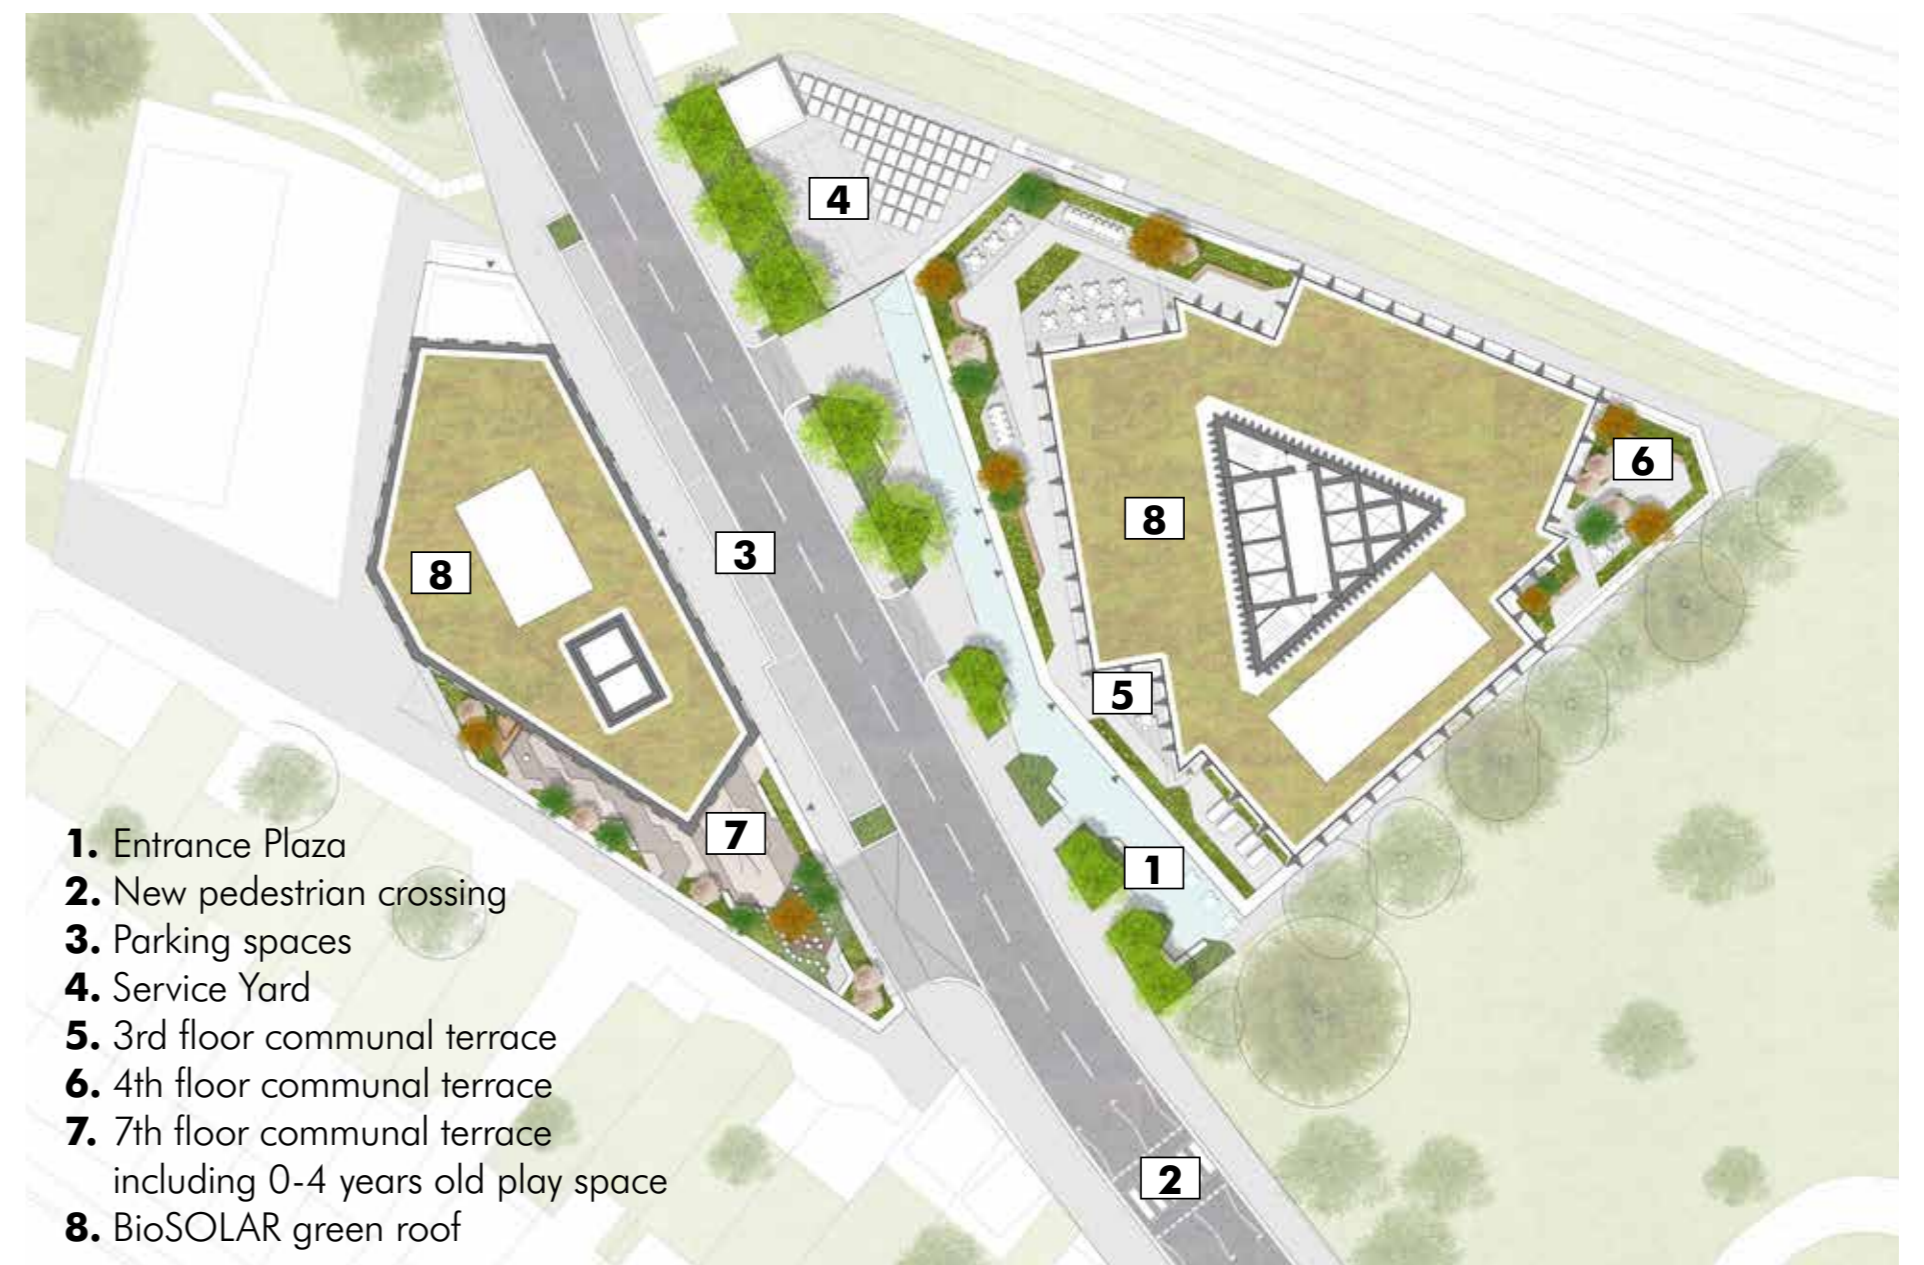 4
6
8
3
8
5
7
1
2
1. Entrance Plaza
2. New pedestrian crossing
3. Parking spaces
4. Service Yard
5. 3rd floor communal terrace
6. 4th floor communal terrace
7. 7th floor communal terrace
including 0-4 years old play space
8. BioSOLAR green roof